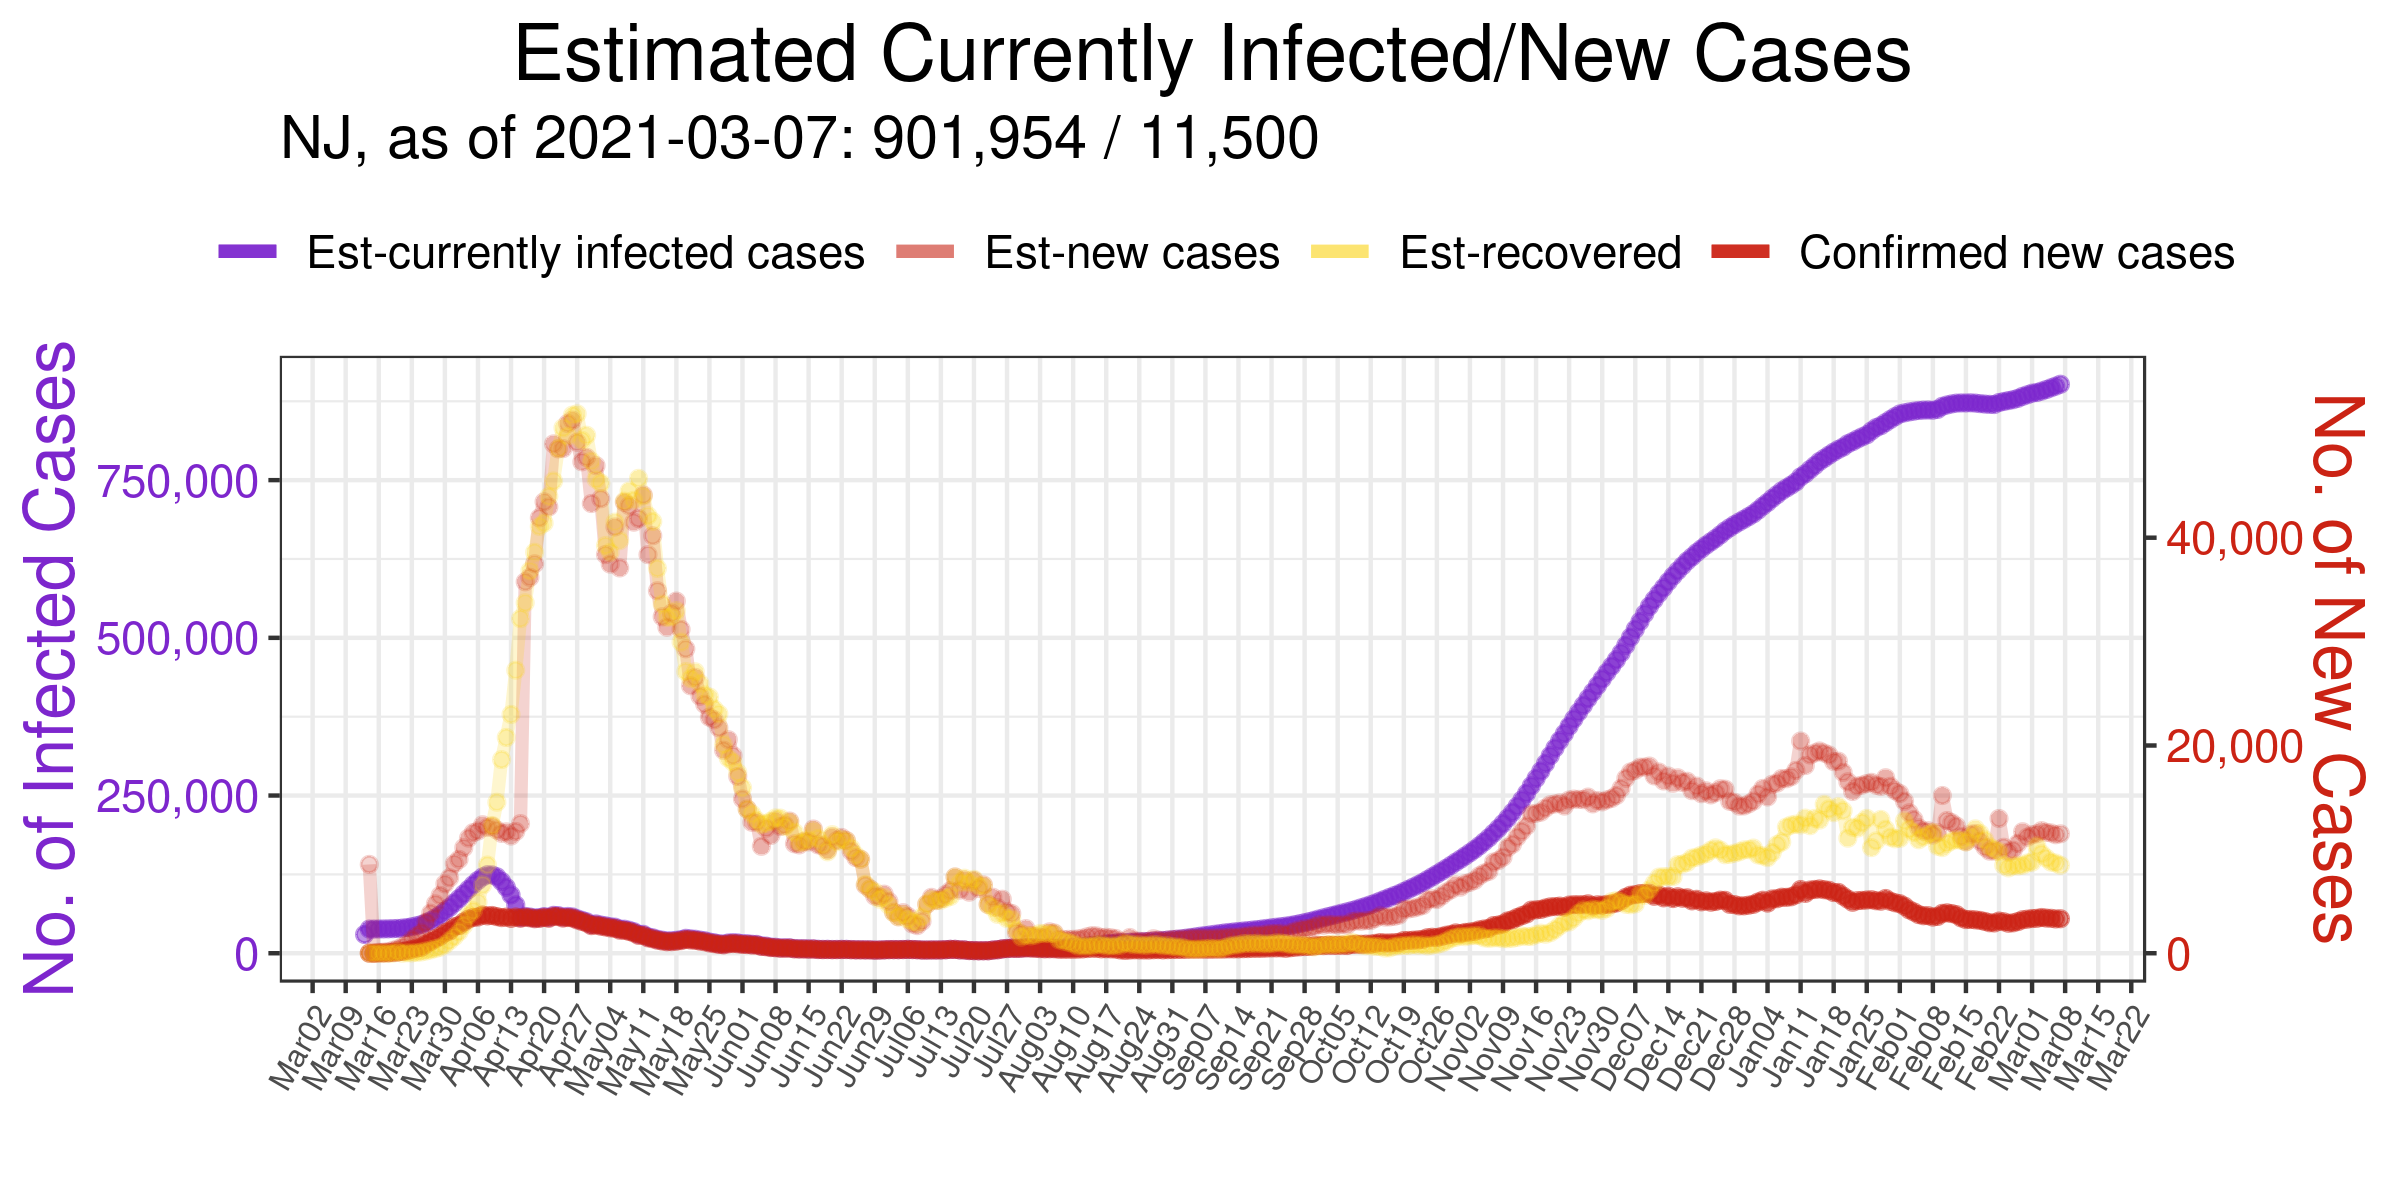 Estimated Currently Infected/New Cases
NJ, as of 2021-03-07: 901,954 / 11,500
Est-currently infected cases Est-new cases Est-recovered Confirmed new cases
No. of Infected Cases
750,000
500,000
250,000
0
40,000
20,000
0
No. of New Cases
Mar02 Mar09 Mar16 Mar23 Mar30 Apr06 Apr13 Apr20 Apr27 May04 May11 May18 May25 Jun01 Jun08 Jun15 Jun22 Jun29 Jul06 Jul13 Jul20 Jul27 Aug03 Aug10 Aug17 Aug24 Aug31 Sep07 Sep14 Sep21 Sep28 Oct05 Oct12 Oct19 Oct26 Nov02 Nov09 Nov16 Nov23 Nov30 Dec07 Dec14 Dec21 Dec28 Jan04 Jan11 Jan18 Jan25 Feb01 Feb08 Feb15 Feb22 Mar01 Mar08 Mar15 Mar22